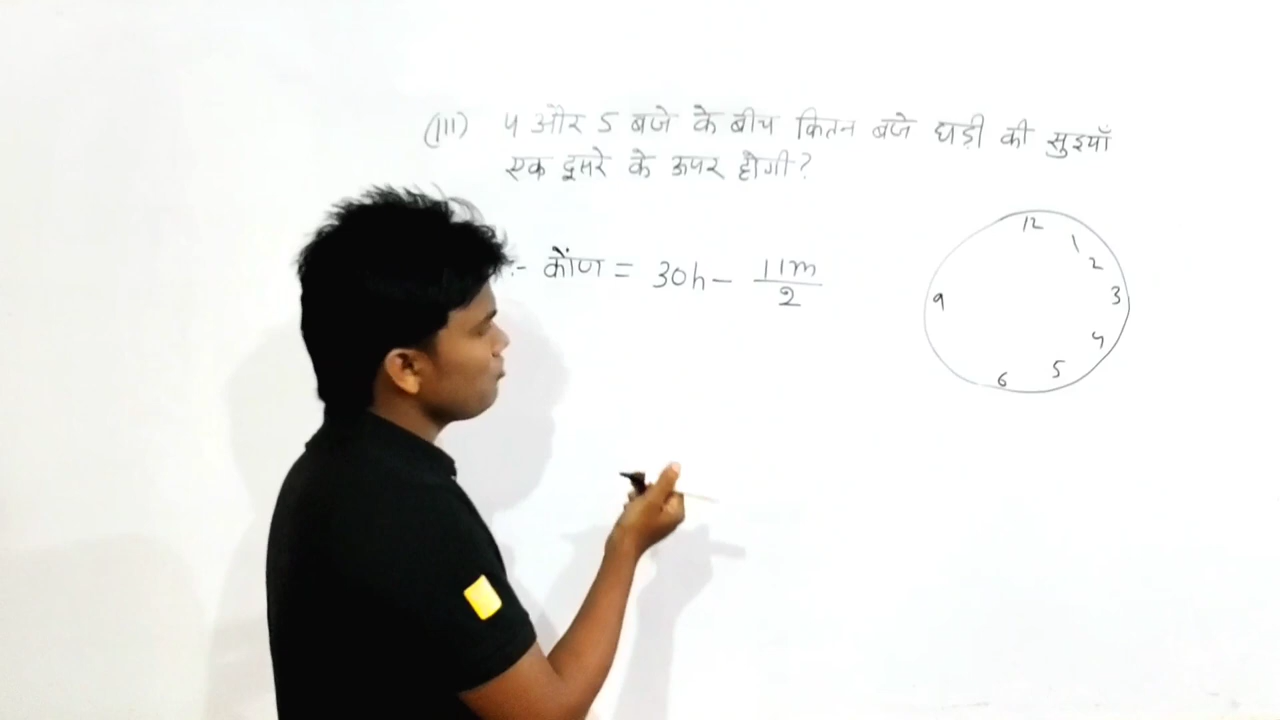 (III) 4 और 5 बजे के बीच कितन बजे घड़ी की सुइयाँ
एक दूसरे के ऊपर होगी?
:- कोंण = 30h - 11m/2
12
1
2
3
4
5
6
9